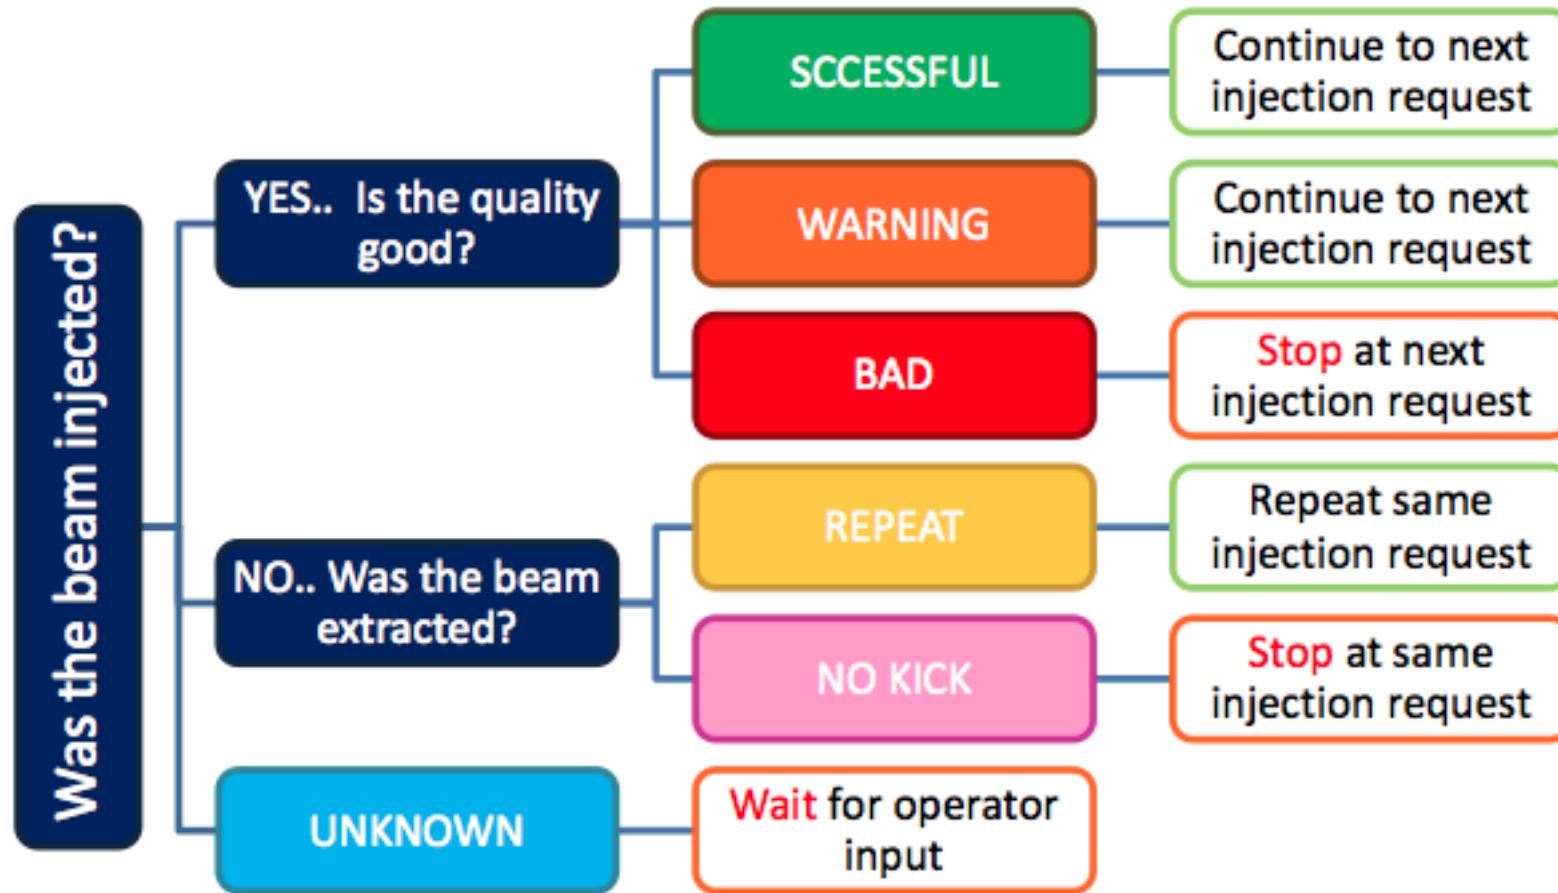 Was the beam injected?
YES.. Is the quality
good?
SCCESSFUL
Continue to next
injection request
WARNING
Continue to next
injection request
BAD
Stop at next
injection request
NO.. Was the beam
extracted?
REPEAT
Repeat same
injection request
NO KICK
Stop at same
injection request
UNKNOWN
Wait for operator
input